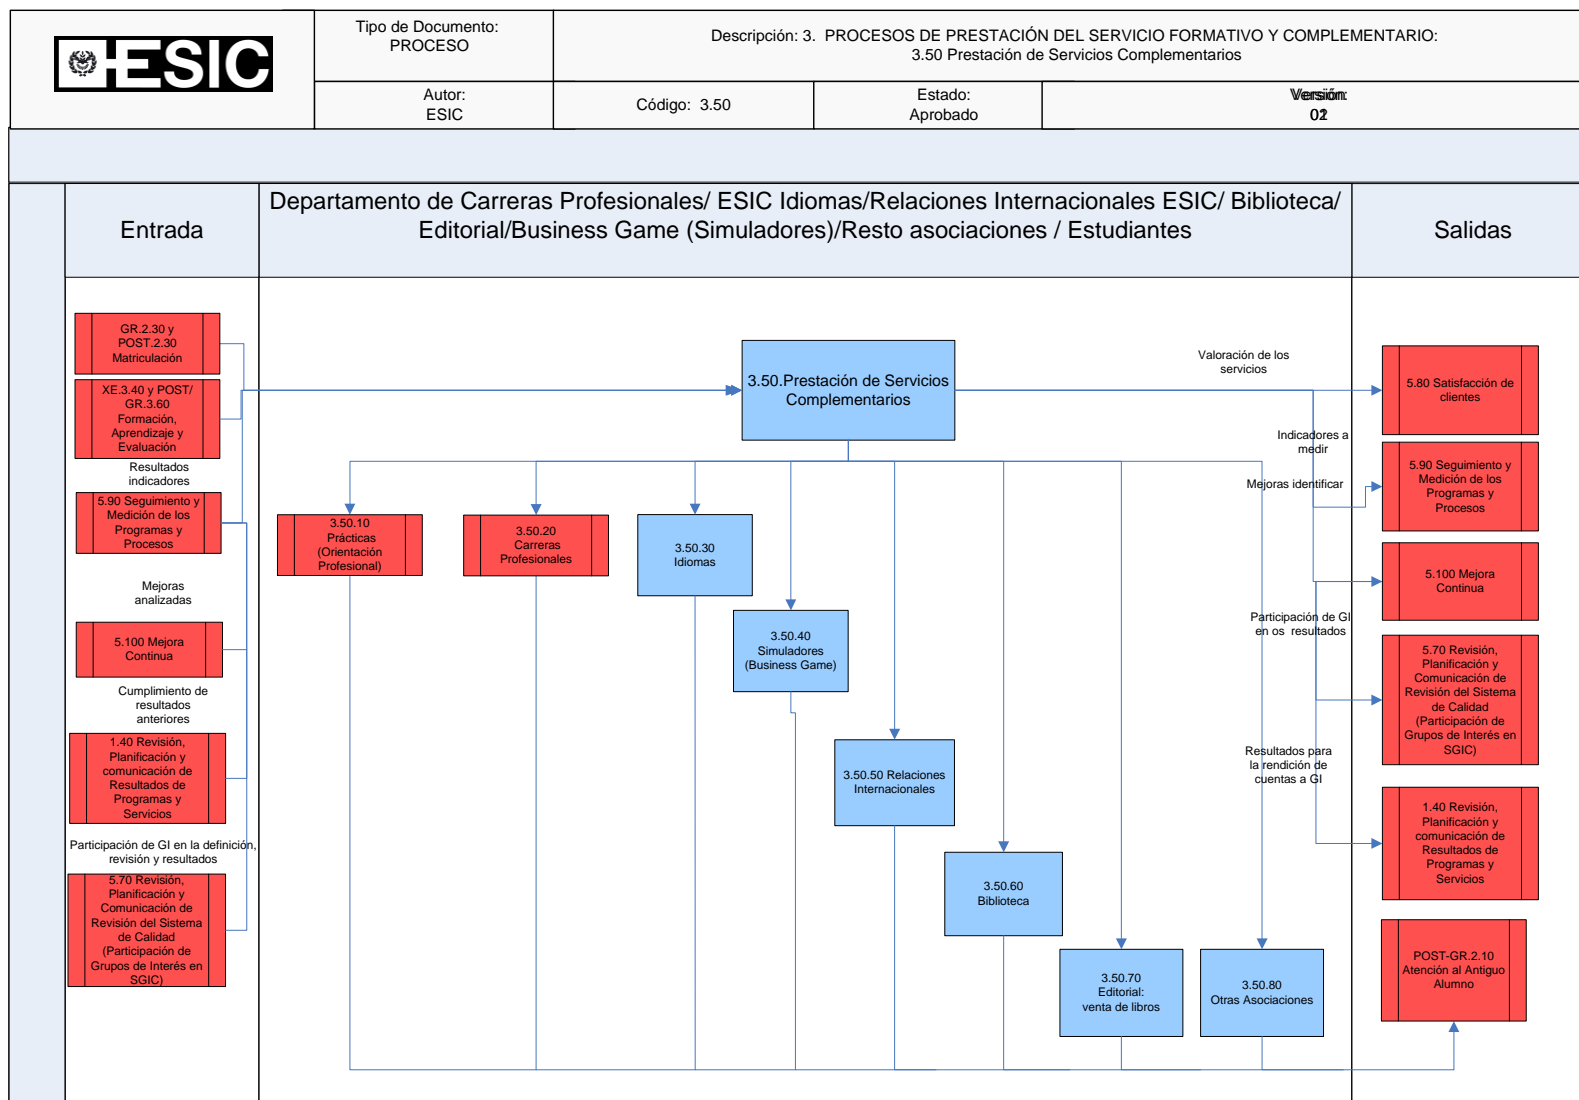 ESIC
Tipo de Documento:
PROCESO
Descripción: 3.  PROCESOS DE PRESTACIÓN DEL SERVICIO FORMATIVO Y COMPLEMENTARIO:
3.50 Prestación de Servicios Complementarios
Autor:
ESIC
Código:  3.50
Estado:
Aprobado
Versión:
Entrada
Departamento de Carreras Profesionales/ ESIC Idiomas/Relaciones Internacionales ESIC/ Biblioteca/
Editorial/Business Game (Simuladores)/Resto asociaciones / Estudiantes
Salidas
GR.2.30 y
POST.2.30
Matriculación
XE.3.40 y POST/
GR.3.60
Formación,
Aprendizaje y
Evaluación
Resultados
indicadores
5.90 Seguimiento y
Medición de los
Programas y
Procesos
Mejoras
analizadas
5.100 Mejora
Continua
Cumplimiento de
resultados
anteriores
1.40 Revisión,
Planificación y
comunicación de
Resultados de
Programas y
Servicios
Participación de GI en la definición,
revisión y resultados
5.70 Revisión,
Planificación y
Comunicación de
Revisión del Sistema
de Calidad
(Participación de
Grupos de Interés en
SGIC)
3.50.Prestación de Servicios
Complementarios
3.50.10
Prácticas
(Orientación
Profesional)
3.50.20
Carreras
Profesionales
3.50.30
Idiomas
3.50.40
Simuladores
(Business Game)
3.50.50 Relaciones
Internacionales
3.50.60
Biblioteca
3.50.70
Editorial:
venta de libros
3.50.80
Otras Asociaciones
Valoración de los
servicios
Indicadores a
medir
Mejoras identificar
Participación de GI
en os  resultados
Resultados para
la rendición de
cuentas a GI
5.80 Satisfacción de
clientes
5.90 Seguimiento y
Medición de los
Programas y
Procesos
5.100 Mejora
Continua
5.70 Revisión,
Planificación y
Comunicación de
Revisión del Sistema
de Calidad
(Participación de
Grupos de Interés en
SGIC)
1.40 Revisión,
Planificación y
comunicación de
Resultados de
Programas y
Servicios
POST-GR.2.10
Atención al Antiguo
Alumno